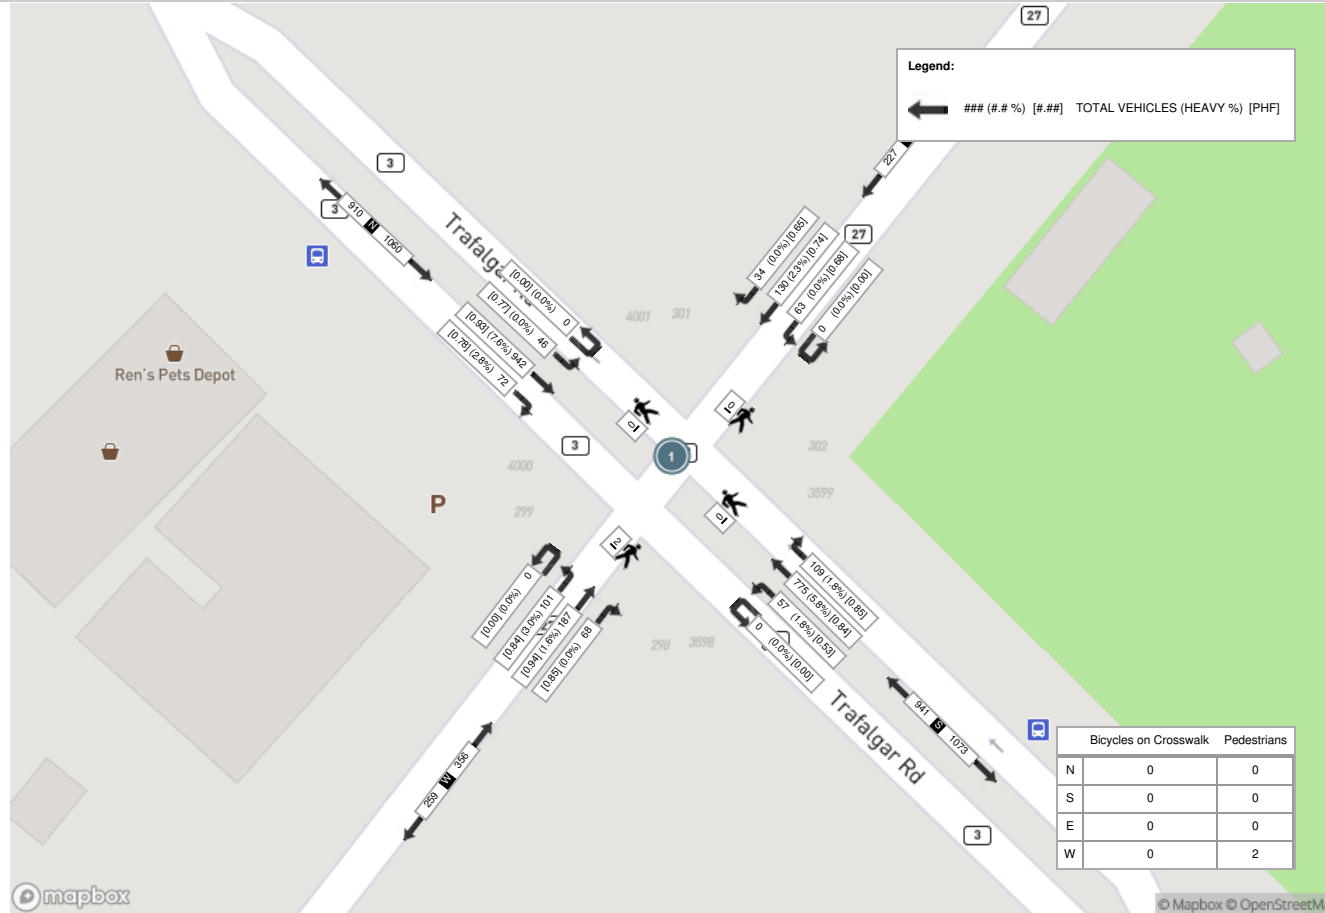 27
Legend:
### (#.# %) [#.##] TOTAL VEHICLES (HEAVY %) [PHF]
227
3
3
910 N 1060
Trafalga
27
34 (0.0%) [0.65]
130 (2.3%) [0.74]
63 (0.0%) [0.68]
0 (0.0%) [0.00]
[0.00] (0.0%) 0
[0.77] (0.0%) 46
[0.93] (7.6%) 942
[0.78] (2.8%) 72
4001 301
Ren's Pets Depot
0
0
3
1
302
4000
3599
299
P
0
2
[0.00] (0.0%) 0
[0.84] (3.0%) 101
[0.94] (1.6%) 187
[0.85] (0.0%) 68
109 (1.8%) [0.85]
775 (5.8%) [0.84]
57 (1.8%) [0.53]
0 (0.0%) [0.00]
298 3598
Trafalgar Rd
941 S 1073
259 W 356
3
Bicycles on Crosswalk Pedestrians
N 0 0
S 0 0
E 0 0
W 0 2
mapbox
© Mapbox © OpenStreetM